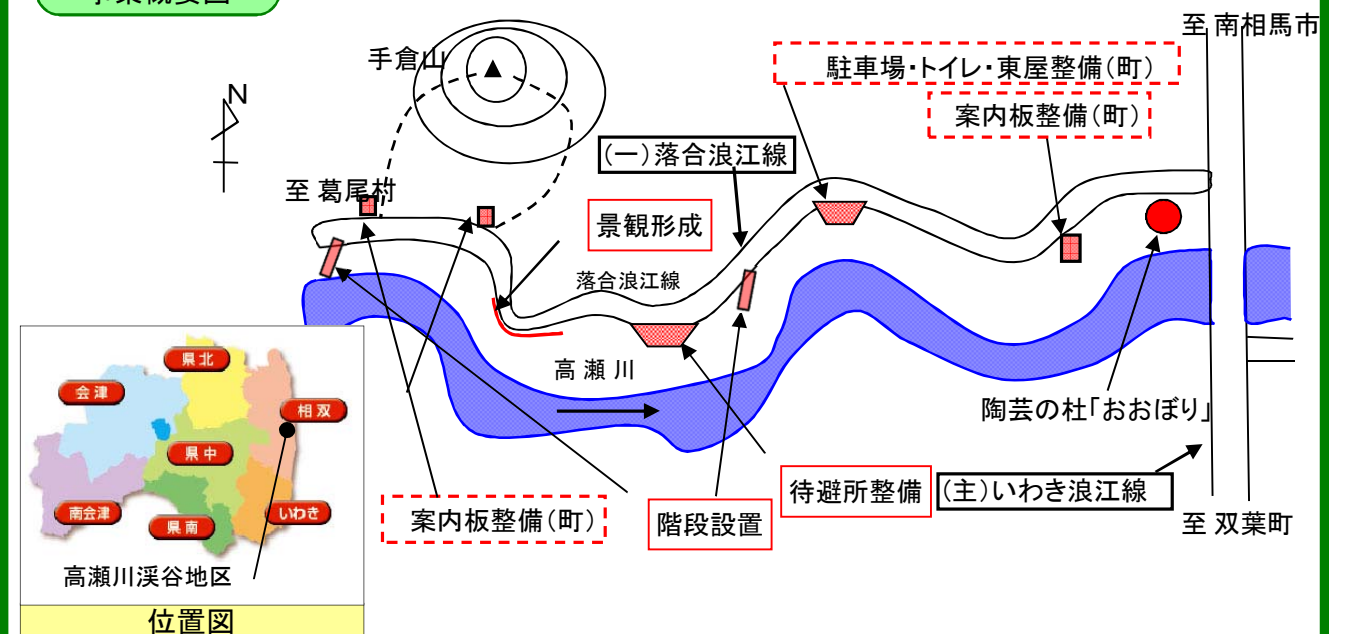 至 南相馬市
手倉山
駐車場・トイレ・東屋整備(町)
N
案内板整備(町)
(一)落合浪江線
至 葛尾村
景観形成
落合浪江線
高瀬川
陶芸の杜「おおぼり」
待避所整備
(主)いわき浪江線
案内板整備(町)
階段設置
至 双葉町
県北
会津
相双
県中
南会津
県南
いわき
高瀬川渓谷地区
位置図